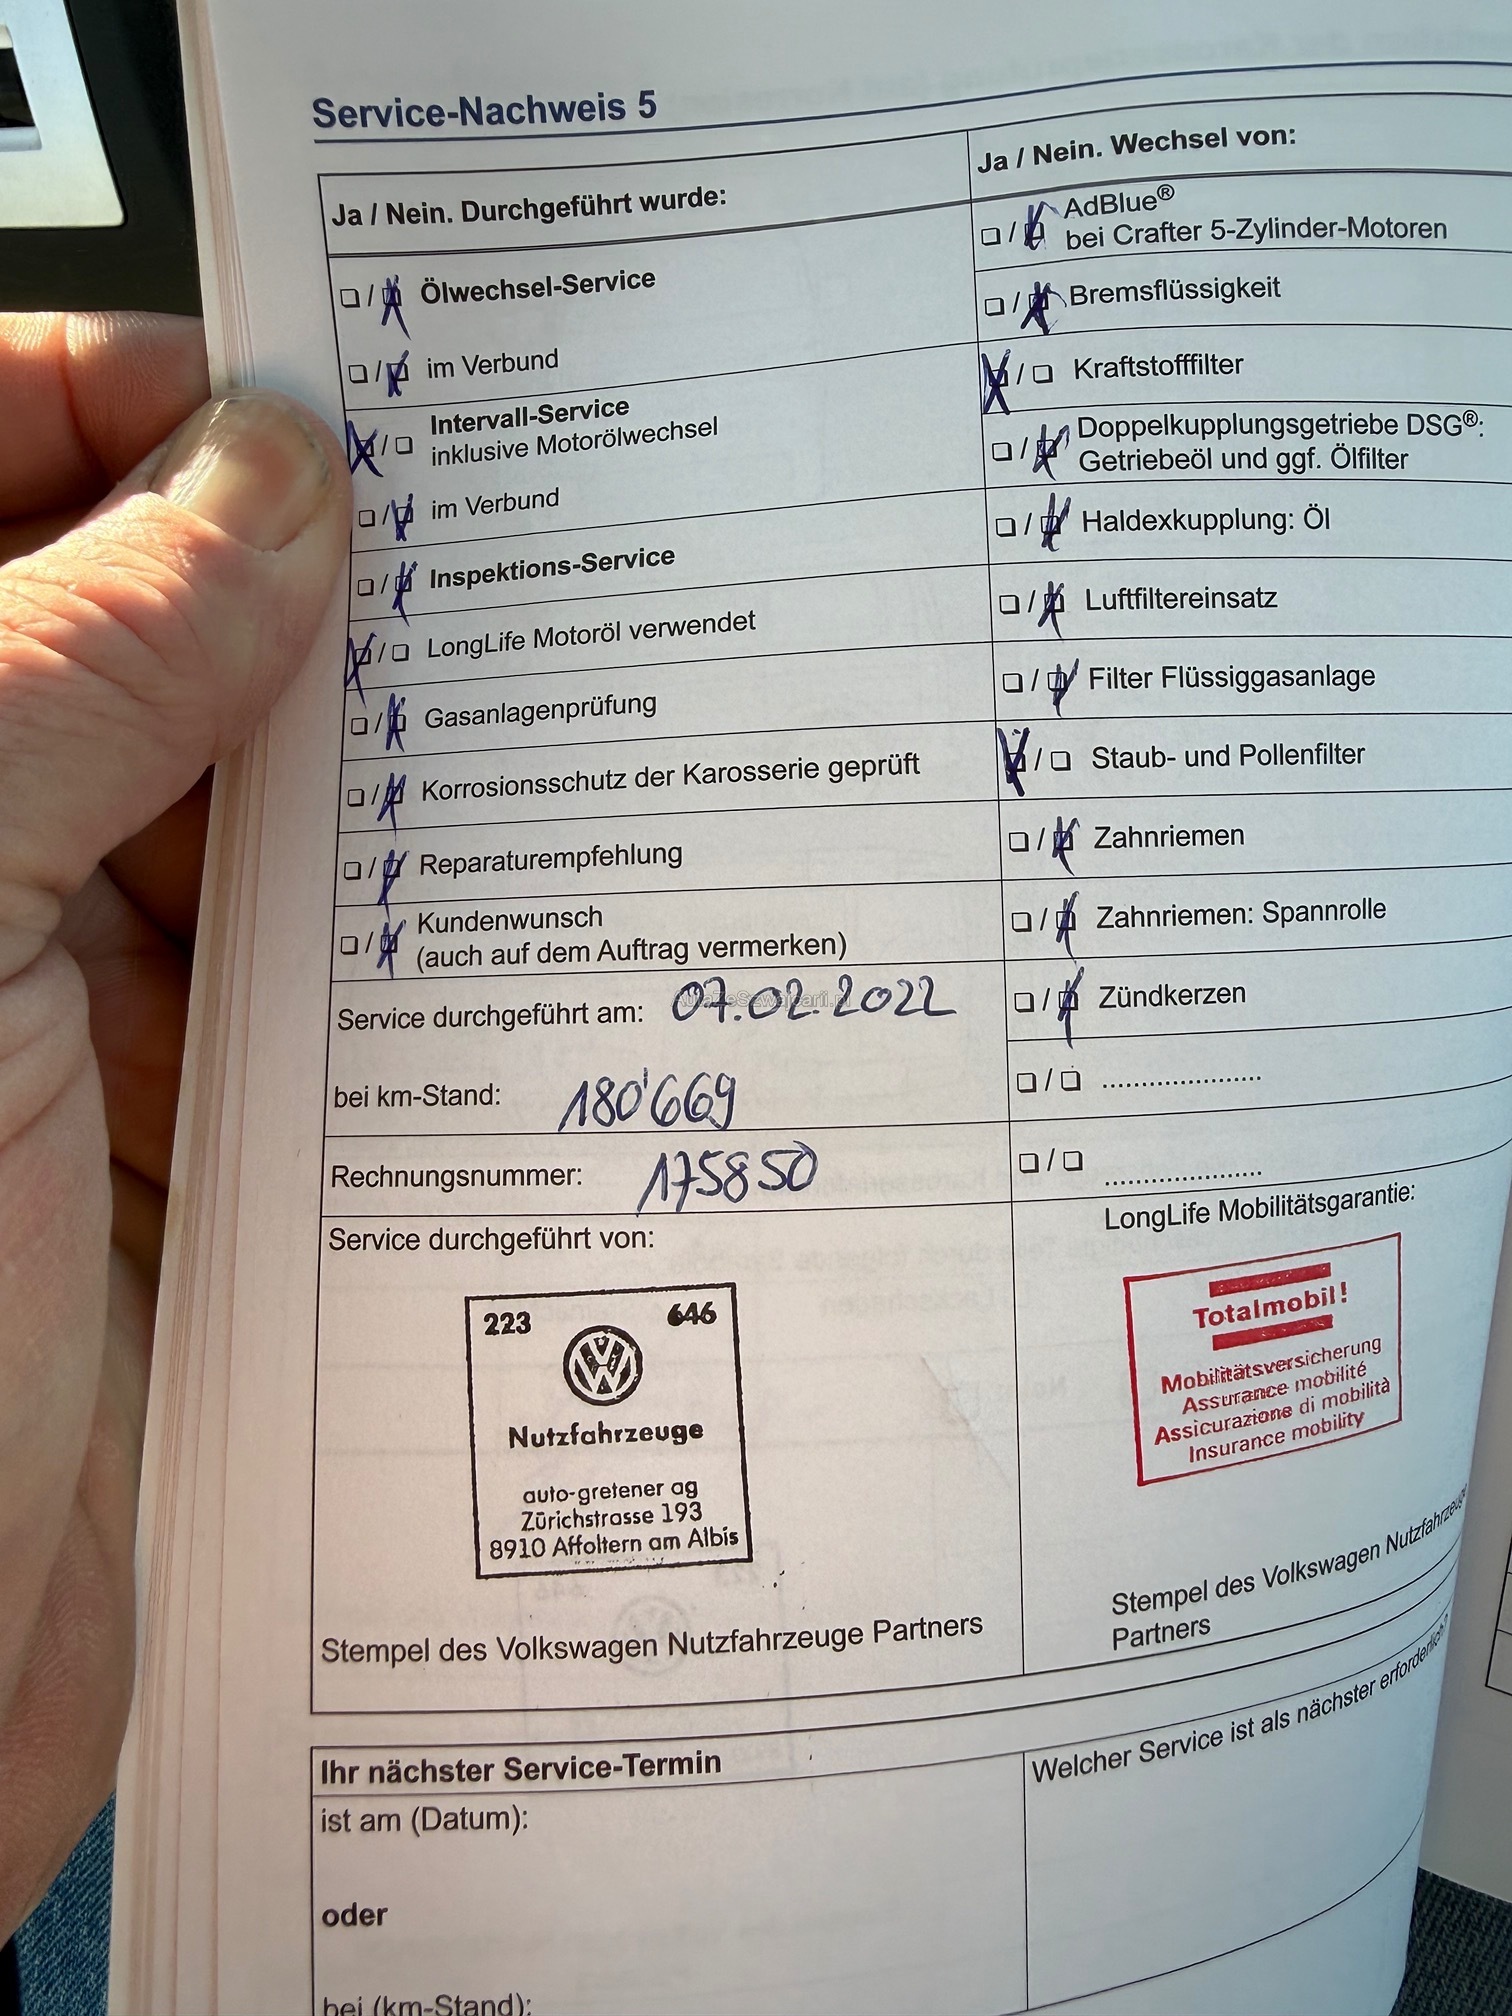 Service-Nachweis 5
Ja / Nein. Durchgeführt wurde:
Ölwechsel-Service
im Verbund
Intervall-Service
inklusive Motorölwechsel
im Verbund
Inspektions-Service
LongLife Motoröl verwendet
Gasanlagenprüfung
Korrosionsschutz der Karosserie geprüft
Reparaturempfehlung
Kundenwunsch
(auch auf dem Auftrag vermerken)
Service durchgeführt am: 07.02.2022
AutaZeSzwajcarii.pl
bei km-Stand: 180'669
Rechnungsnummer: 175850
Service durchgeführt von:
223 646
Nutzfahrzeuge
auto-gretener ag
Zürichstrasse 193
8910 Affoltern am Albis
Stempel des Volkswagen Nutzfahrzeuge Partners
Ja / Nein. Wechsel von:
AdBlue®
bei Crafter 5-Zylinder-Motoren
Bremsflüssigkeit
Kraftstofffilter
Doppelkupplungsgetriebe DSG®:
Getriebeöl und ggf. Ölfilter
Haldexkupplung: Öl
Luftfiltereinsatz
Filter Flüssiggasanlage
Staub- und Pollenfilter
Zahnriemen
Zahnriemen: Spannrolle
Zündkerzen
LongLife Mobilitätsgarantie:
Totalmobil!
Mobilitätsversicherung
Assurance mobilité
Assicurazione di mobilità
Insurance mobility
Stempel des Volkswagen Nutzfahrzeuge
Partners
Ihr nächster Service-Termin
ist am (Datum):
oder
bei (km-Stand):
Welcher Service ist als nächster erforderlich?